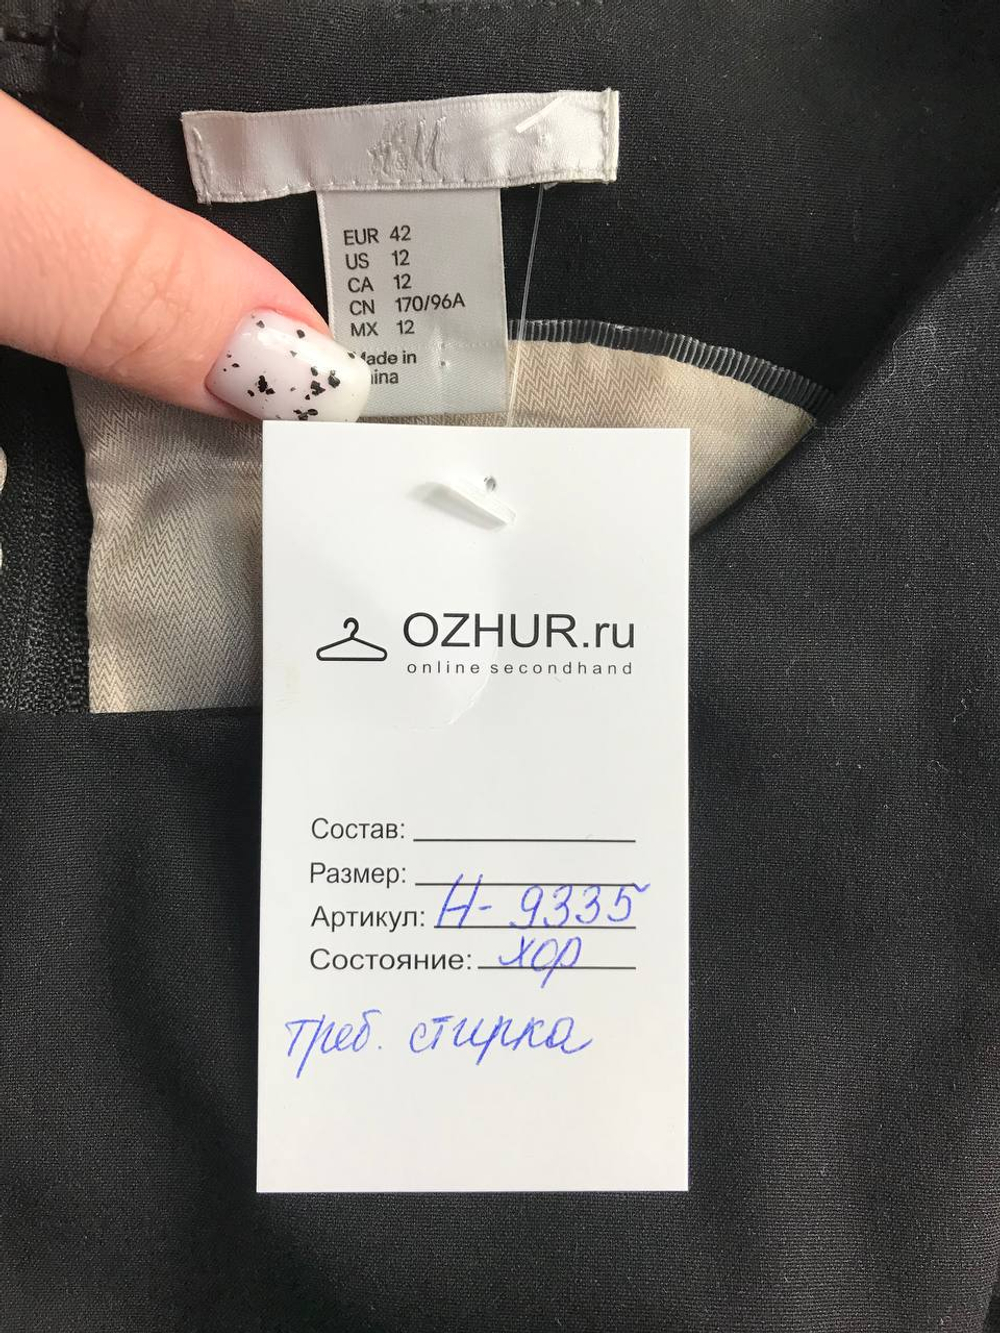 H&M
EUR 42
US 12
CA 12
CN 170/96A
MX 12
Made in
OZHUR.ru
online secondhand
Состав:
Размер:
Артикул: Н- 9335
Состояние: хор
треб. стирка